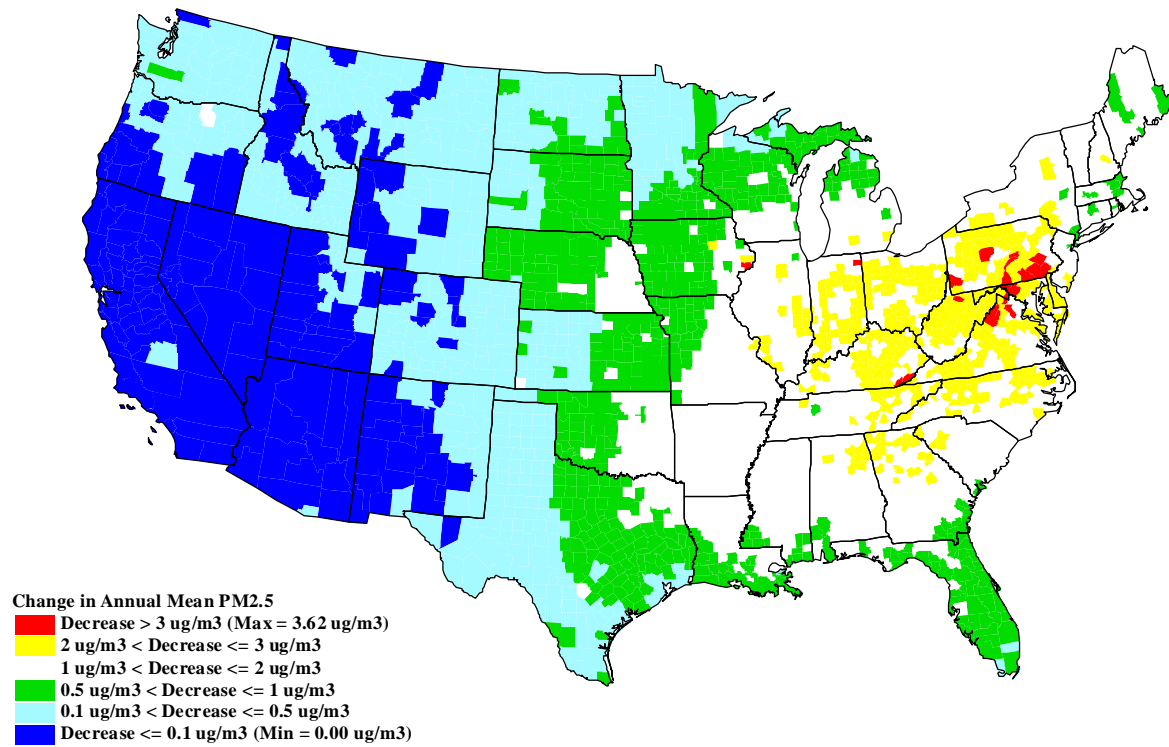 Change in Annual Mean PM2.5
Decrease > 3 ug/m3 (Max = 3.62 ug/m3)
2 ug/m3 < Decrease <= 3 ug/m3
1 ug/m3 < Decrease <= 2 ug/m3
0.5 ug/m3 < Decrease <= 1 ug/m3
0.1 ug/m3 < Decrease <= 0.5 ug/m3
Decrease <= 0.1 ug/m3 (Min = 0.00 ug/m3)